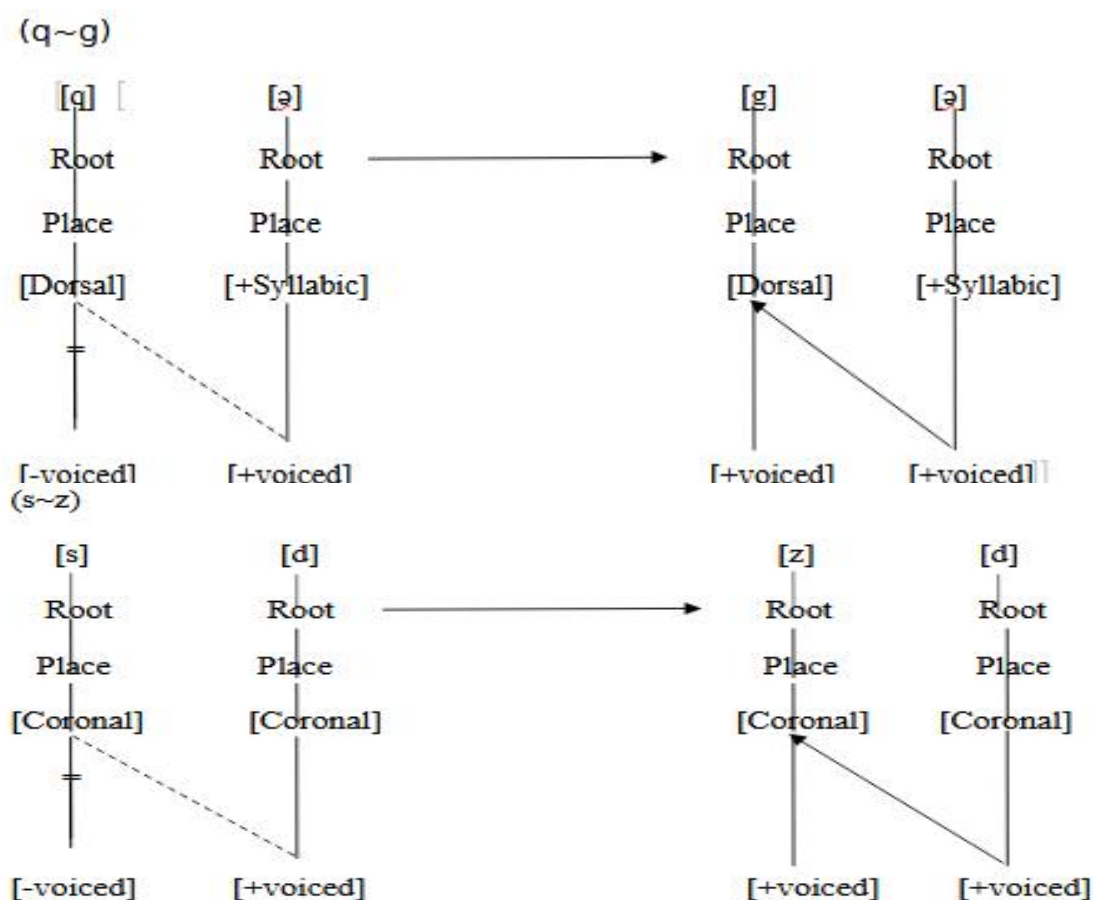 (q~g)
[q] [ə] [g] [ə]
Root Root Root Root
Place Place Place Place
[Dorsal] [+Syllabic] [Dorsal] [+Syllabic]
[-voiced] [+voiced] [+voiced] [+voiced]
(s~z)
[s] [d] [z] [d]
Root Root Root Root
Place Place Place Place
[Coronal] [Coronal] [Coronal] [Coronal]
[-voiced] [+voiced] [+voiced] [+voiced]